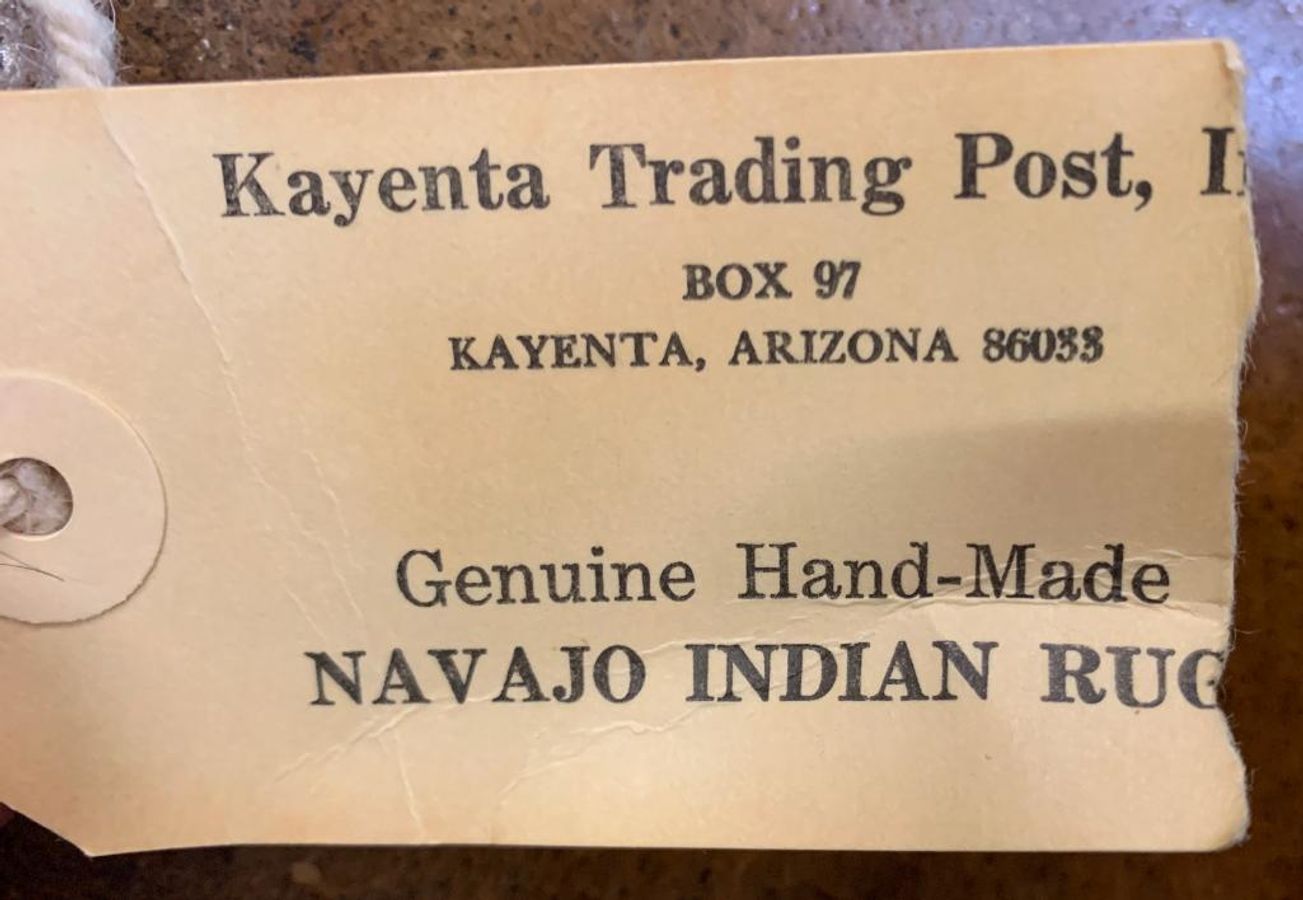 Kayenta Trading Post,
BOX 97
KAYENTA, ARIZONA 86033
Genuine Hand-Made
NAVAJO INDIAN RUG